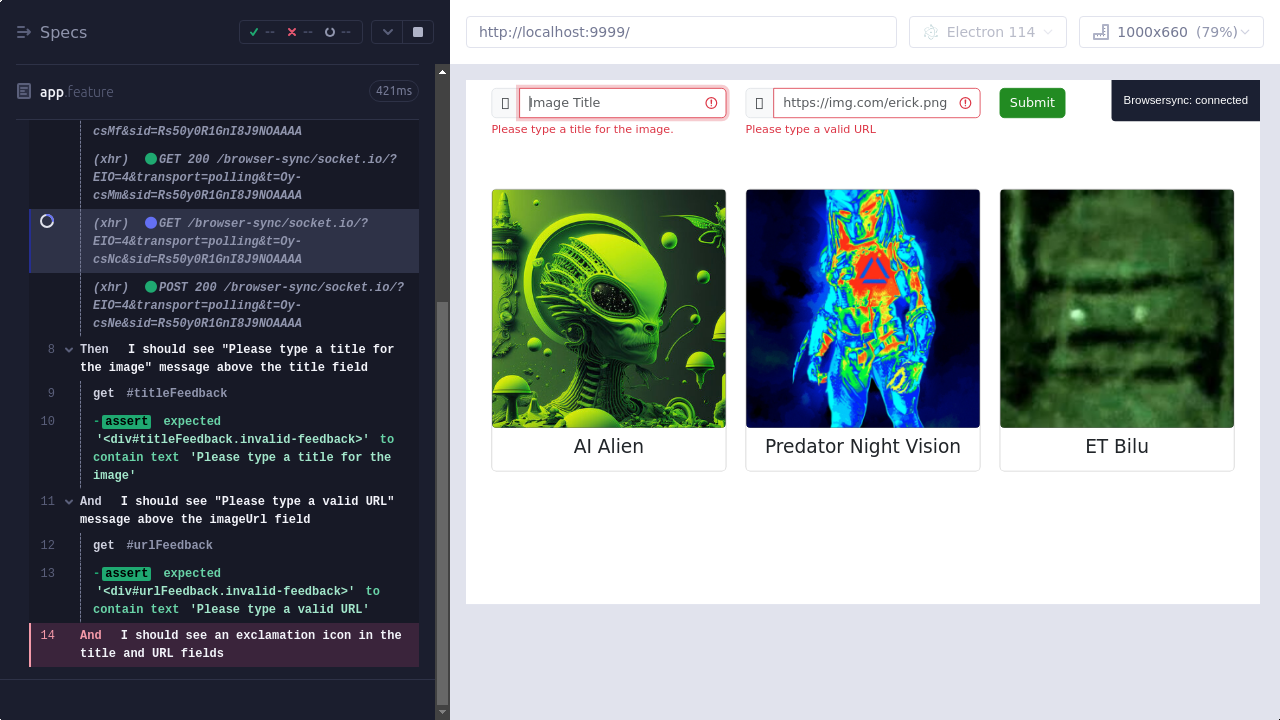 Specs
--
--
--
app.feature
421ms
csMf&sid=Rs50y0R1GnI8J9NOAAAA
(xhr) GET 200 /browser-sync/socket.io/?
EIO=4&transport=polling&t=Oy-
csMm&sid=Rs50y0R1GnI8J9NOAAAA
(xhr) GET /browser-sync/socket.io/?
EIO=4&transport=polling&t=Oy-
csNc&sid=Rs50y0R1GnI8J9NOAAAA
(xhr) POST 200 /browser-sync/socket.io/?
EIO=4&transport=polling&t=Oy-
csNe&sid=Rs50y0R1GnI8J9NOAAAA
8 Then I should see "Please type a title for
the image" message above the title field
9 get #titleFeedback
10 -assert expected
'<div#titleFeedback.invalid-feedback>' to
contain text 'Please type a title for the
image'
11 And I should see "Please type a valid URL"
message above the imageUrl field
12 get #urlFeedback
13 -assert expected
'<div#urlFeedback.invalid-feedback>' to
contain text 'Please type a valid URL'
14 And I should see an exclamation icon in the
title and URL fields
http://localhost:9999/
Electron 114
1000x660 (79%)
Image Title
https://img.com/erick.png
Submit
Browsersync: connected
Please type a title for the image.
Please type a valid URL
AI Alien
Predator Night Vision
ET Bilu